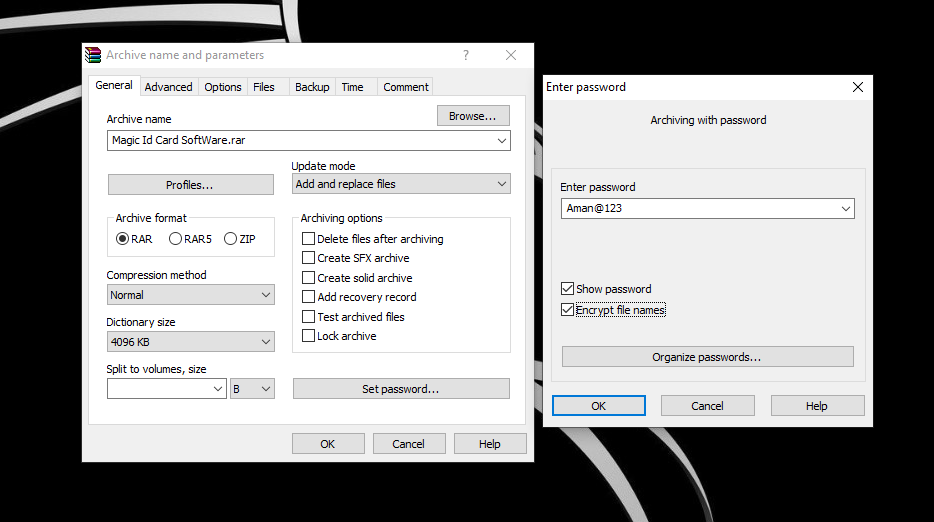 Archive name and parameters
?
General Advanced Options Files Backup Time Comment
Archive name
Browse...
Magic Id Card SoftWare.rar
Profiles...
Update mode
Add and replace files
Archive format
RAR RAR5 ZIP
Compression method
Normal
Dictionary size
4096 KB
Split to volumes, size
B
Archiving options
Delete files after archiving
Create SFX archive
Create solid archive
Add recovery record
Test archived files
Lock archive
Set password...
OK Cancel Help
Enter password
Archiving with password
Enter password
Aman@123
Show password
Encrypt file names
Organize passwords...
OK Cancel Help